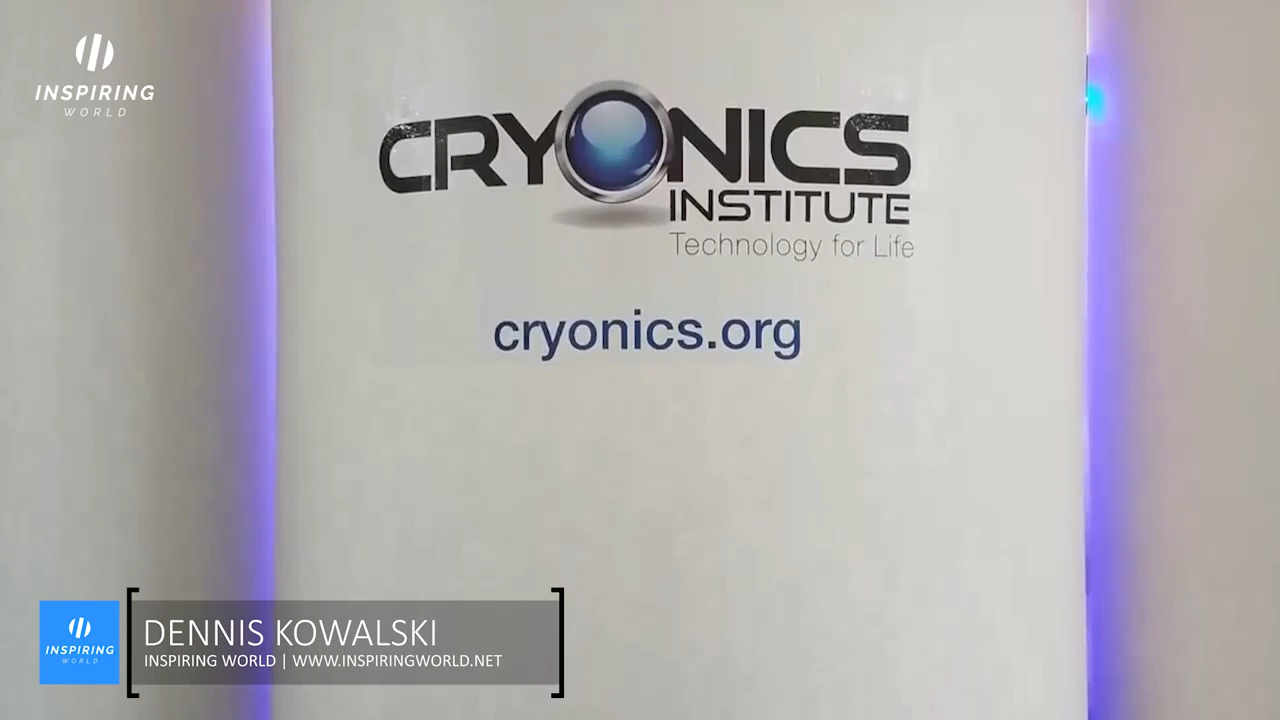 INSPIRING
WORLD
CRYONICS
INSTITUTE
Technology for Life
cryonics.org
INSPIRING
WORLD
DENNIS KOWALSKI
INSPIRING WORLD | WWW.INSPIRINGWORLD.NET